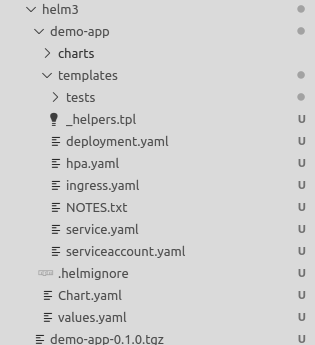 helm3
demo-app
charts
templates
tests
_helpers.tpl U
deployment.yaml U
hpa.yaml U
ingress.yaml U
NOTES.txt U
service.yaml U
serviceaccount.yaml U
.helmignore U
Chart.yaml U
values.yaml U
demo-app-0.1.0.tgz U